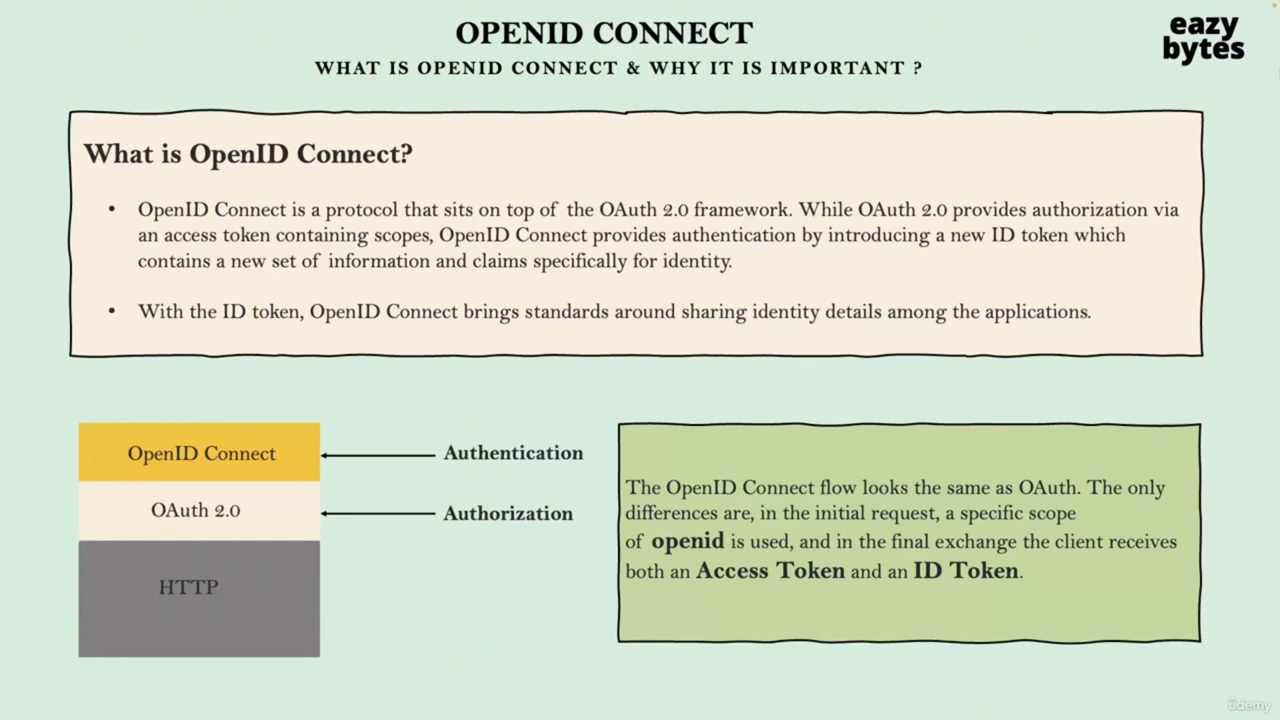 OPENID CONNECT
WHAT IS OPENID CONNECT & WHY IT IS IMPORTANT ?
eazy
bytes
What is OpenID Connect?
• OpenID Connect is a protocol that sits on top of the OAuth 2.0 framework. While OAuth 2.0 provides authorization via
an access token containing scopes, OpenID Connect provides authentication by introducing a new ID token which
contains a new set of information and claims specifically for identity.
• With the ID token, OpenID Connect brings standards around sharing identity details among the applications.
OpenID Connect
Authentication
OAuth 2.0
Authorization
HTTP
The OpenID Connect flow looks the same as OAuth. The only
differences are, in the initial request, a specific scope
of openid is used, and in the final exchange the client receives
both an Access Token and an ID Token.
ûdemy